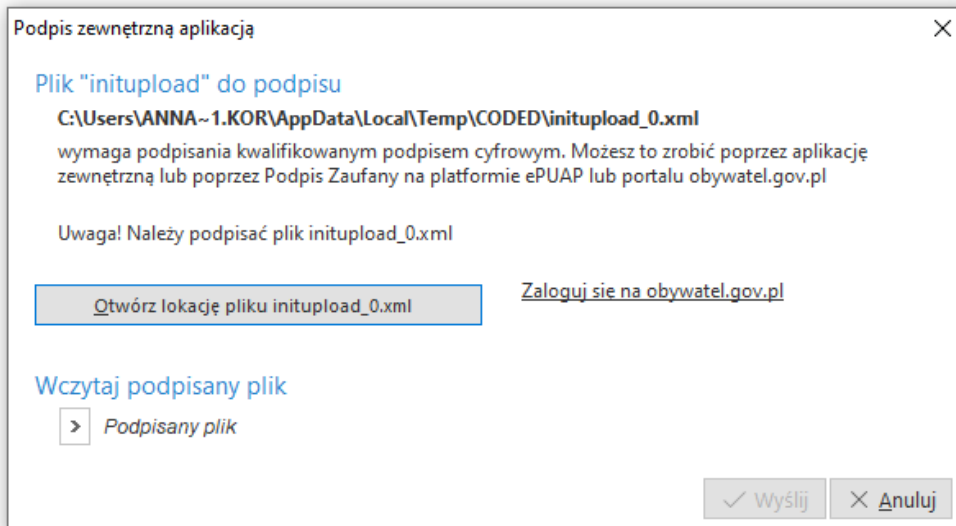 Podpis zewnętrzną aplikacją
Plik "initupload" do podpisu
C:\Users\ANNA~1.KOR\AppData\Local\Temp\CODED\initupload_0.xml
wymaga podpisania kwalifikowanym podpisem cyfrowym. Możesz to zrobić poprzez aplikację
zewnętrzną lub poprzez Podpis Zaufany na platformie ePUAP lub portalu obywatel.gov.pl
Uwaga! Należy podpisać plik initupload_0.xml
Otwórz lokację pliku initupload_0.xml
Zaloguj się na obywatel.gov.pl
Wczytaj podpisany plik
Podpisany plik
Wyślij
Anuluj